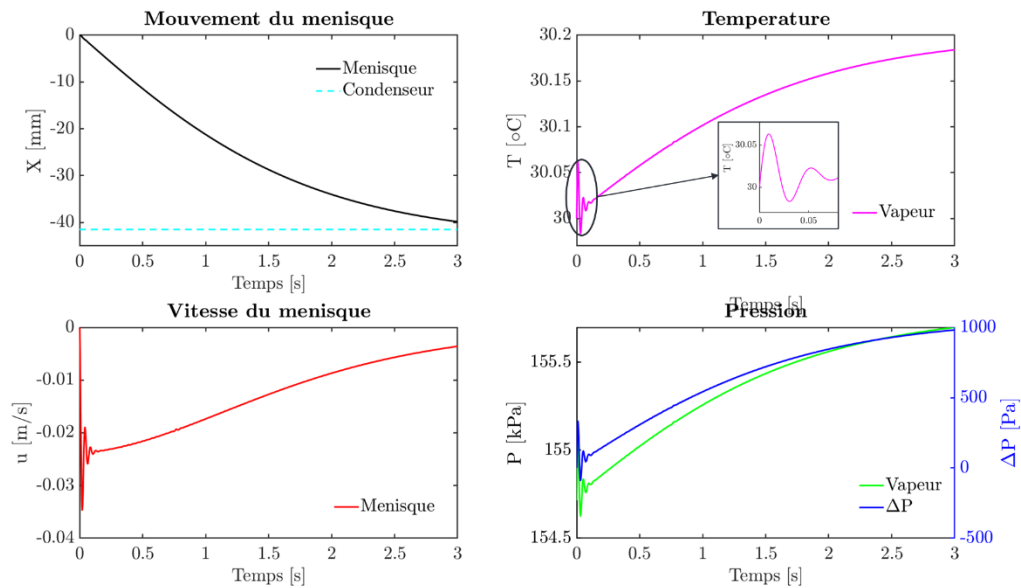 Mouvement du menisque
0
-10
-20
-30
-40
X [mm]
Menisque
Condenseur
0 0.5 1 1.5 2 2.5 3
Temps [s]
Temperature
30.2
30.15
30.1
30.05
30
T [oC]
30.05
30
T [oC]
0 0.05
Vapeur
0 0.5 1 1.5 2 2.5 3
Temps [s]
Vitesse du menisque
0
-0.01
-0.02
-0.03
-0.04
u [m/s]
Menisque
0 0.5 1 1.5 2 2.5 3
Temps [s]
Pression
155.5
155
154.5
P [kPa]
1000
500
0
-500
ΔP [Pa]
Vapeur
ΔP
0 0.5 1 1.5 2 2.5 3
Temps [s]